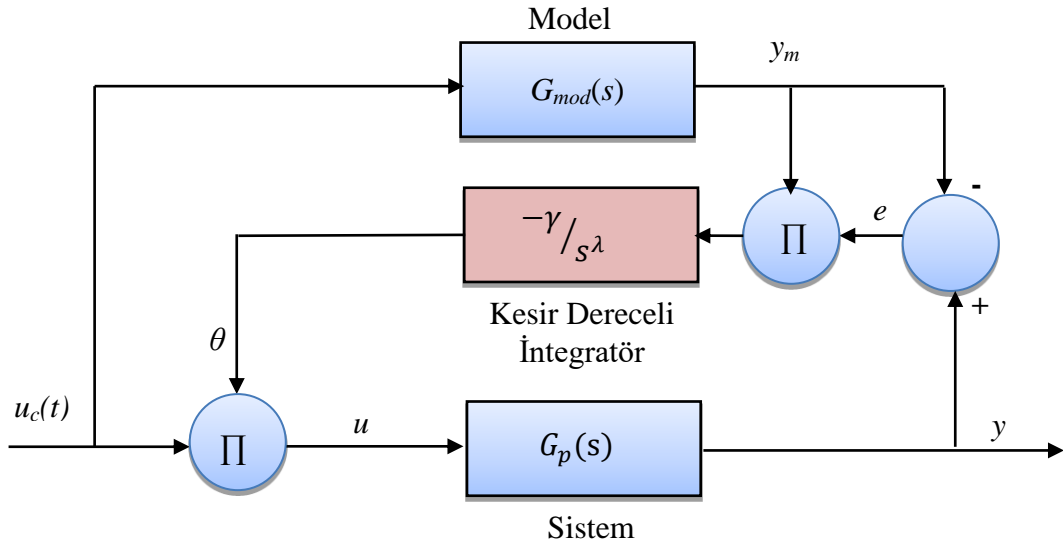 Model
y_m
G_mod(s)
-
-γ/s^λ
∏
e
+
Kesir Dereceli
İntegratör
θ
u_c(t)
∏
u
G_p(s)
y
Sistem